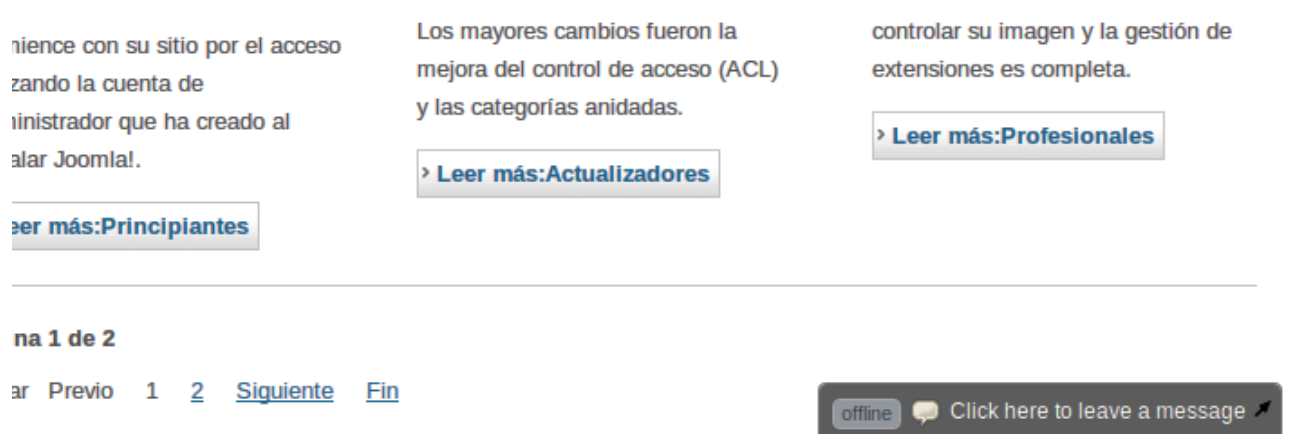 nience con su sitio por el acceso
zando la cuenta de
ninistrador que ha creado al
alar Joomla!.
eer más:Principiantes
Los mayores cambios fueron la
mejora del control de acceso (ACL)
y las categorías anidadas.
› Leer más:Actualizadores
controlar su imagen y la gestión de
extensiones es completa.
› Leer más:Profesionales
na 1 de 2
ar Previo 1 2 Siguiente Fin
offline Click here to leave a message